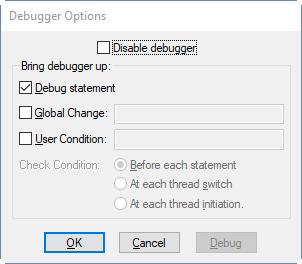 Debugger Options
Disable debugger
Bring debugger up:
Debug statement
Global Change:
User Condition:
Check Condition: Before each statement
At each thread switch
At each thread initiation.
OK Cancel Debug